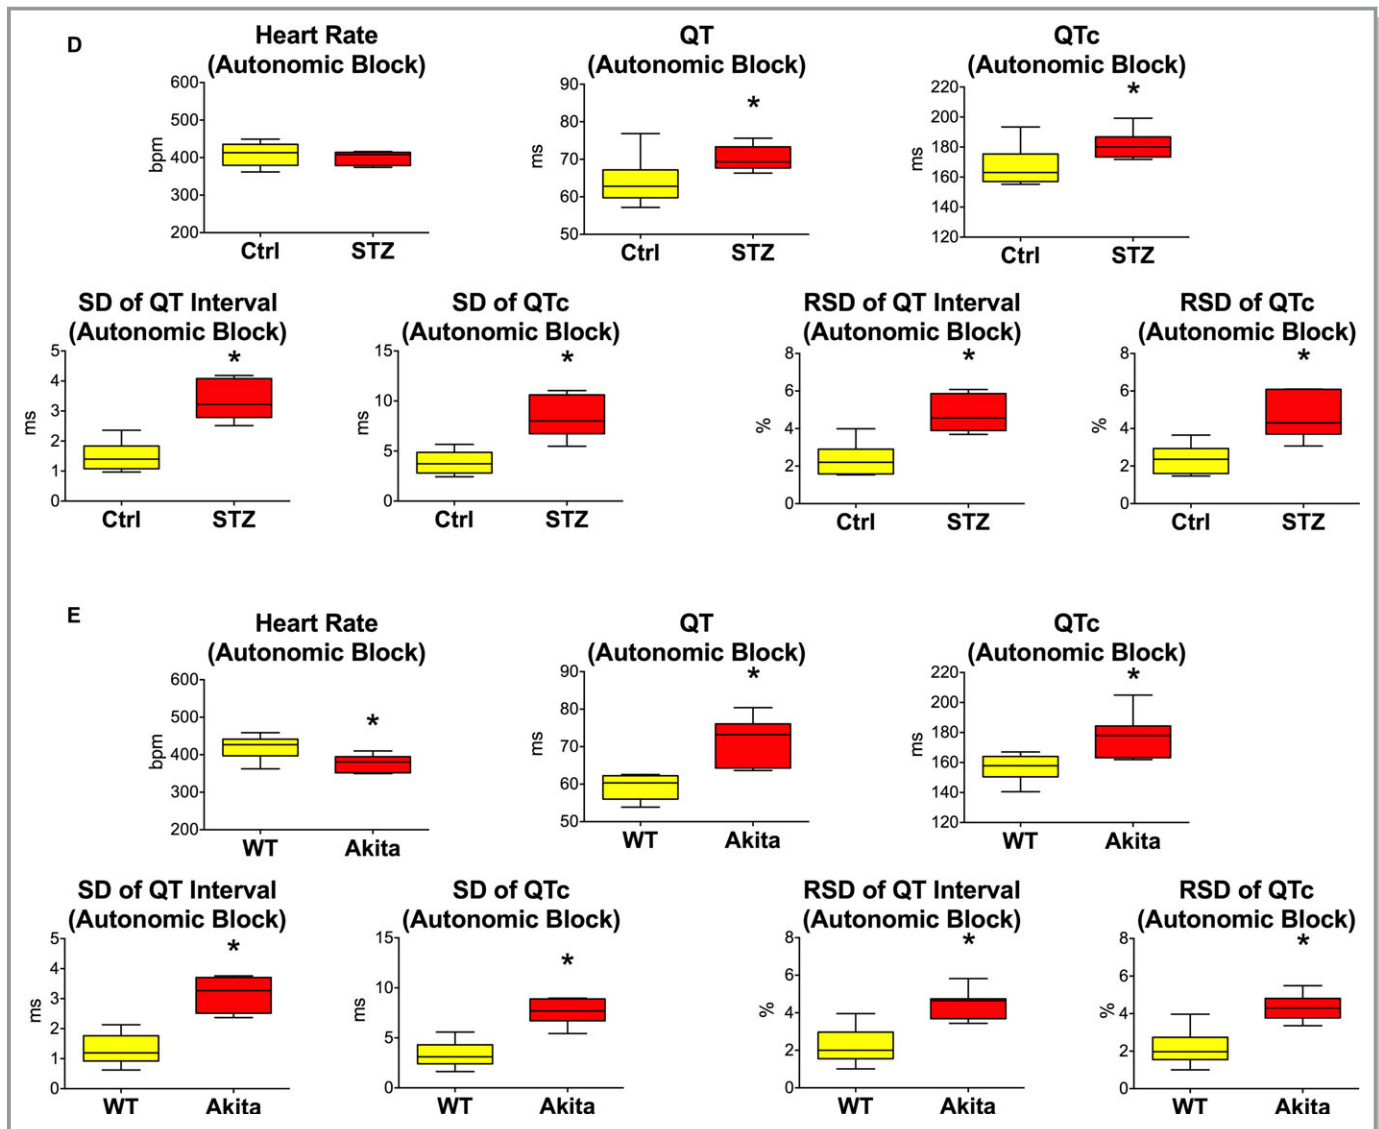 D
Heart Rate
(Autonomic Block)
600
500
400
300
200
bpm
Ctrl STZ
QT
(Autonomic Block)
90
80
70
60
50
ms
*
Ctrl STZ
QTc
(Autonomic Block)
220
200
180
160
140
120
ms
*
Ctrl STZ
SD of QT Interval
(Autonomic Block)
5
4
3
2
1
0
ms
*
Ctrl STZ
SD of QTc
(Autonomic Block)
15
10
5
0
ms
*
Ctrl STZ
RSD of QT Interval
(Autonomic Block)
8
6
4
2
0
%
*
Ctrl STZ
RSD of QTc
(Autonomic Block)
8
6
4
2
0
%
*
Ctrl STZ
E
Heart Rate
(Autonomic Block)
600
500
400
300
200
bpm
*
WT Akita
QT
(Autonomic Block)
90
80
70
60
50
ms
*
WT Akita
QTc
(Autonomic Block)
220
200
180
160
140
120
ms
*
WT Akita
SD of QT Interval
(Autonomic Block)
5
4
3
2
1
0
ms
*
WT Akita
SD of QTc
(Autonomic Block)
15
10
5
0
ms
*
WT Akita
RSD of QT Interval
(Autonomic Block)
8
6
4
2
0
%
*
WT Akita
RSD of QTc
(Autonomic Block)
8
6
4
2
0
%
*
WT Akita